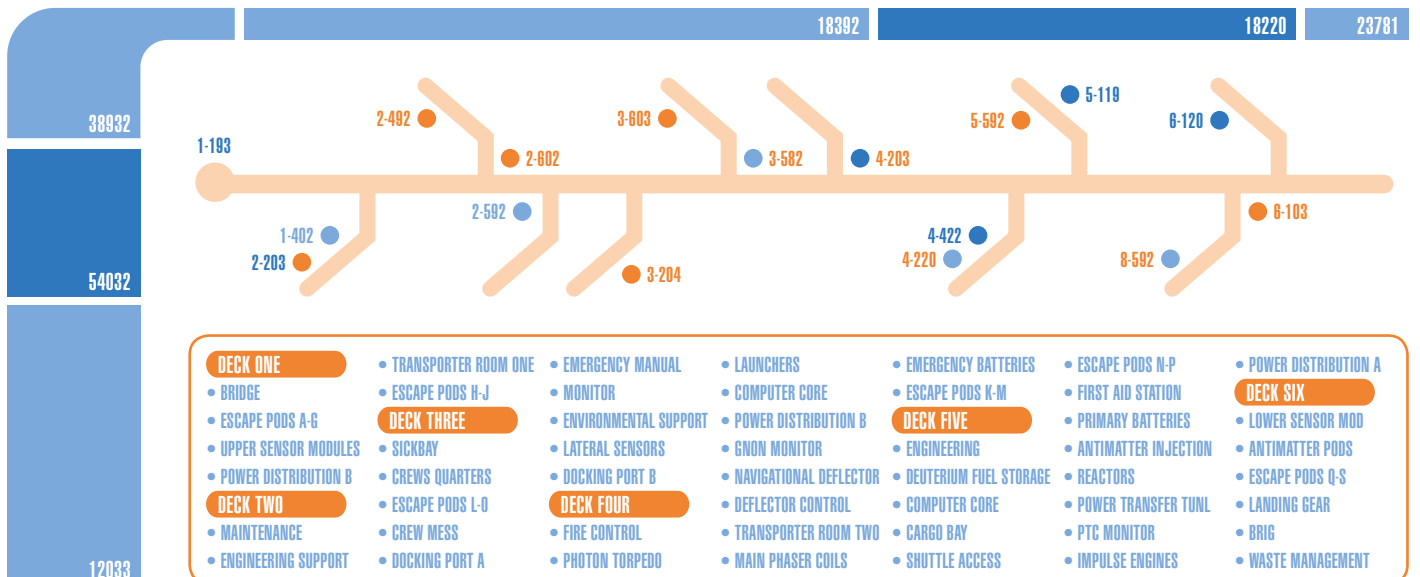 18392
18220
23781
38932
54032
12033
1-193
2-492
2-602
3-603
3-582
4-203
5-592
5-119
6-120
1-402
2-203
2-592
3-204
4-422
4-220
8-592
6-103
DECK ONE
• BRIDGE
• ESCAPE PODS A-G
• UPPER SENSOR MODULES
• POWER DISTRIBUTION B
DECK TWO
• MAINTENANCE
• ENGINEERING SUPPORT
• TRANSPORTER ROOM ONE
• ESCAPE PODS H-J
DECK THREE
• SICKBAY
• CREWS QUARTERS
• ESCAPE PODS L-O
• CREW MESS
• DOCKING PORT A
• EMERGENCY MANUAL
• MONITOR
• ENVIRONMENTAL SUPPORT
• LATERAL SENSORS
• DOCKING PORT B
DECK FOUR
• FIRE CONTROL
• PHOTON TORPEDO
• LAUNCHERS
• COMPUTER CORE
• POWER DISTRIBUTION B
• GNON MONITOR
• NAVIGATIONAL DEFLECTOR
• DEFLECTOR CONTROL
• TRANSPORTER ROOM TWO
• MAIN PHASER COILS
• EMERGENCY BATTERIES
• ESCAPE PODS K-M
DECK FIVE
• ENGINEERING
• DEUTERIUM FUEL STORAGE
• COMPUTER CORE
• CARGO BAY
• SHUTTLE ACCESS
• ESCAPE PODS N-P
• FIRST AID STATION
• PRIMARY BATTERIES
• ANTIMATTER INJECTION
• REACTORS
• POWER TRANSFER TUNL
• PTC MONITOR
• IMPULSE ENGINES
• POWER DISTRIBUTION A
DECK SIX
• LOWER SENSOR MOD
• ANTIMATTER PODS
• ESCAPE PODS Q-S
• LANDING GEAR
• BRIG
• WASTE MANAGEMENT